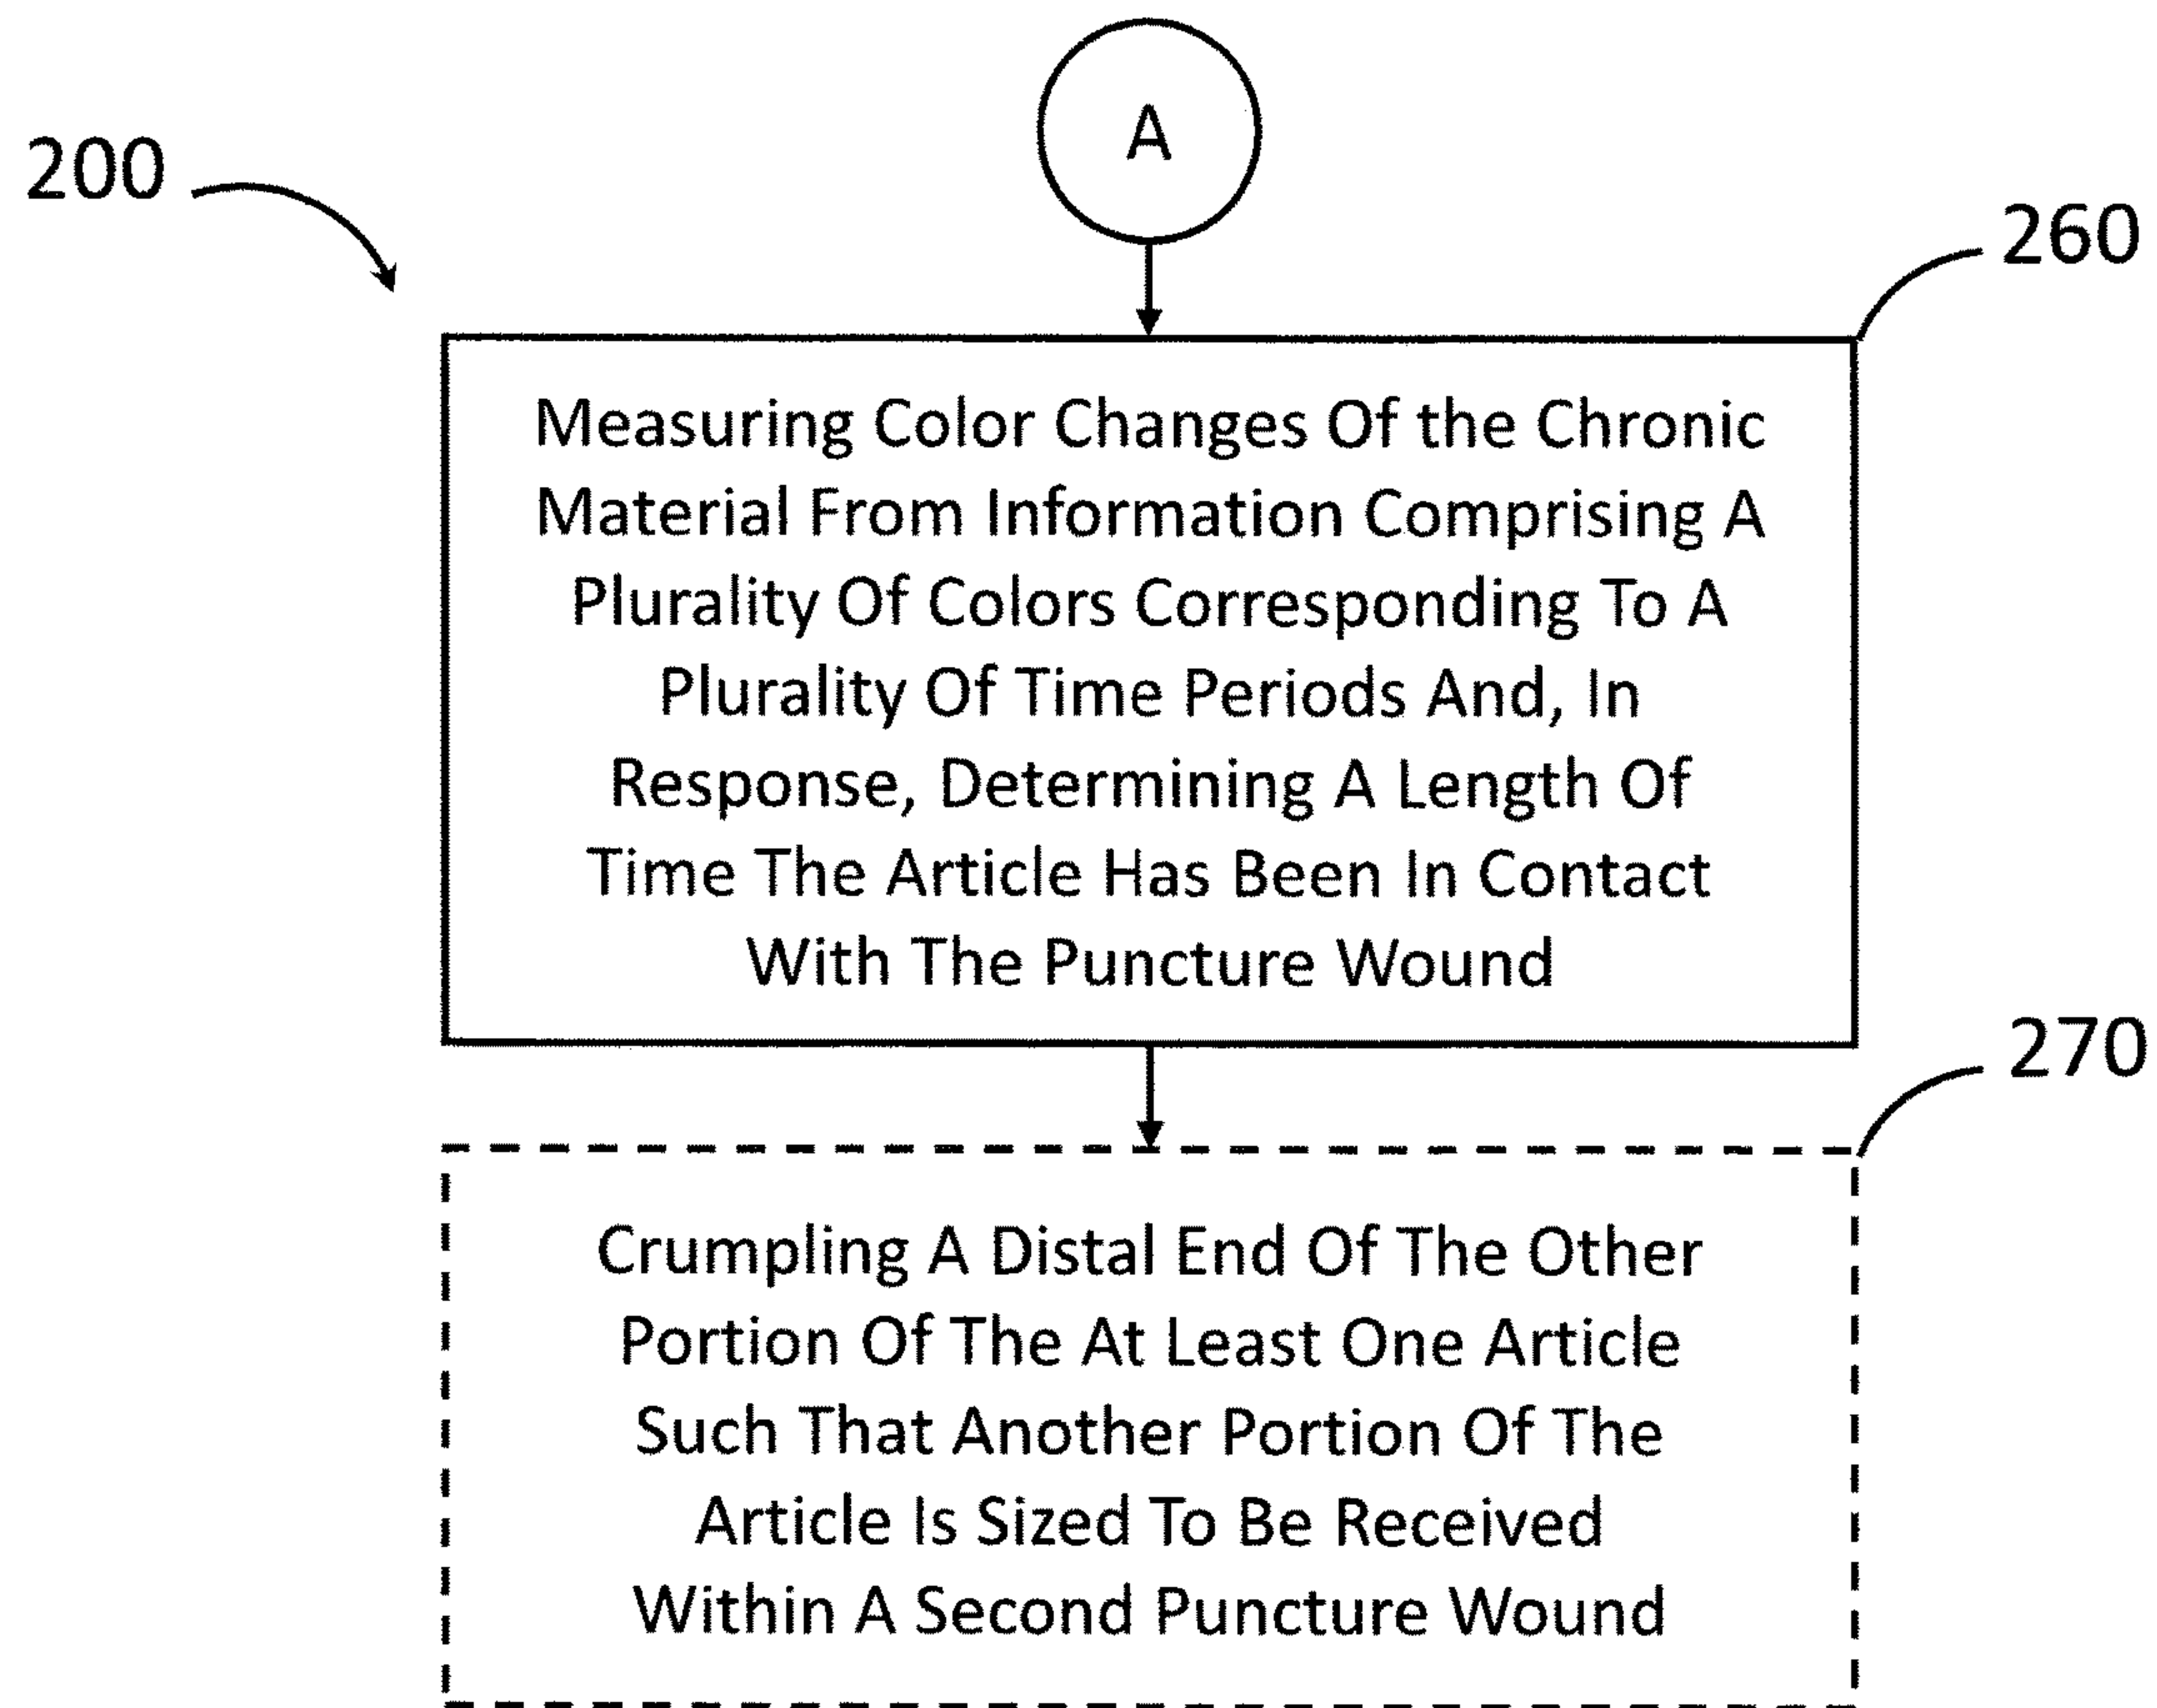 A
200
260
Measuring Color Changes Of the Chronic
Material From Information Comprising A
Plurality Of Colors Corresponding To A
Plurality Of Time Periods And, In
Response, Determining A Length Of
Time The Article Has Been In Contact
With The Puncture Wound
270
Crumpling A Distal End Of The Other
Portion Of The At Least One Article
Such That Another Portion Of The
Article Is Sized To Be Received
Within A Second Puncture Wound